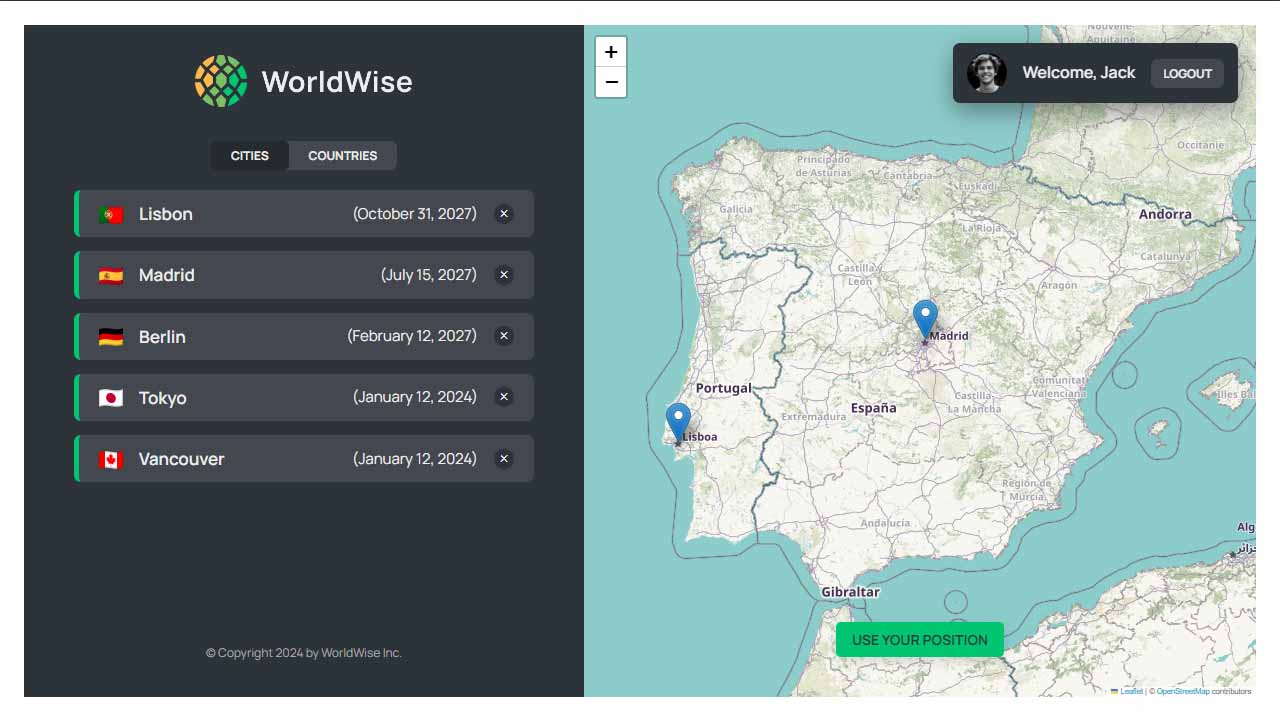 WorldWise
CITIES
COUNTRIES
Lisbon
(October 31, 2027)
×
Madrid
(July 15, 2027)
×
Berlin
(February 12, 2027)
×
Tokyo
(January 12, 2024)
×
Vancouver
(January 12, 2024)
×
© Copyright 2024 by WorldWise Inc.
+
−
Nouvelle-
Aquitaine
Welcome, Jack
LOGOUT
Occitanie
Principado
de Asturias
Cantabria
Euskadi
Galicia
Andorra
La Rioja
Catalunya
Castilla y
León
Aragón
Madrid
Portugal
Comunitat
Valenciana
España
Castilla-
La Mancha
Illes Bal
Extremadura
Lisboa
Región de
Murcia
Andalucía
Alg
Gibraltar
USE YOUR POSITION
Leaflet | © OpenStreetMap contributors